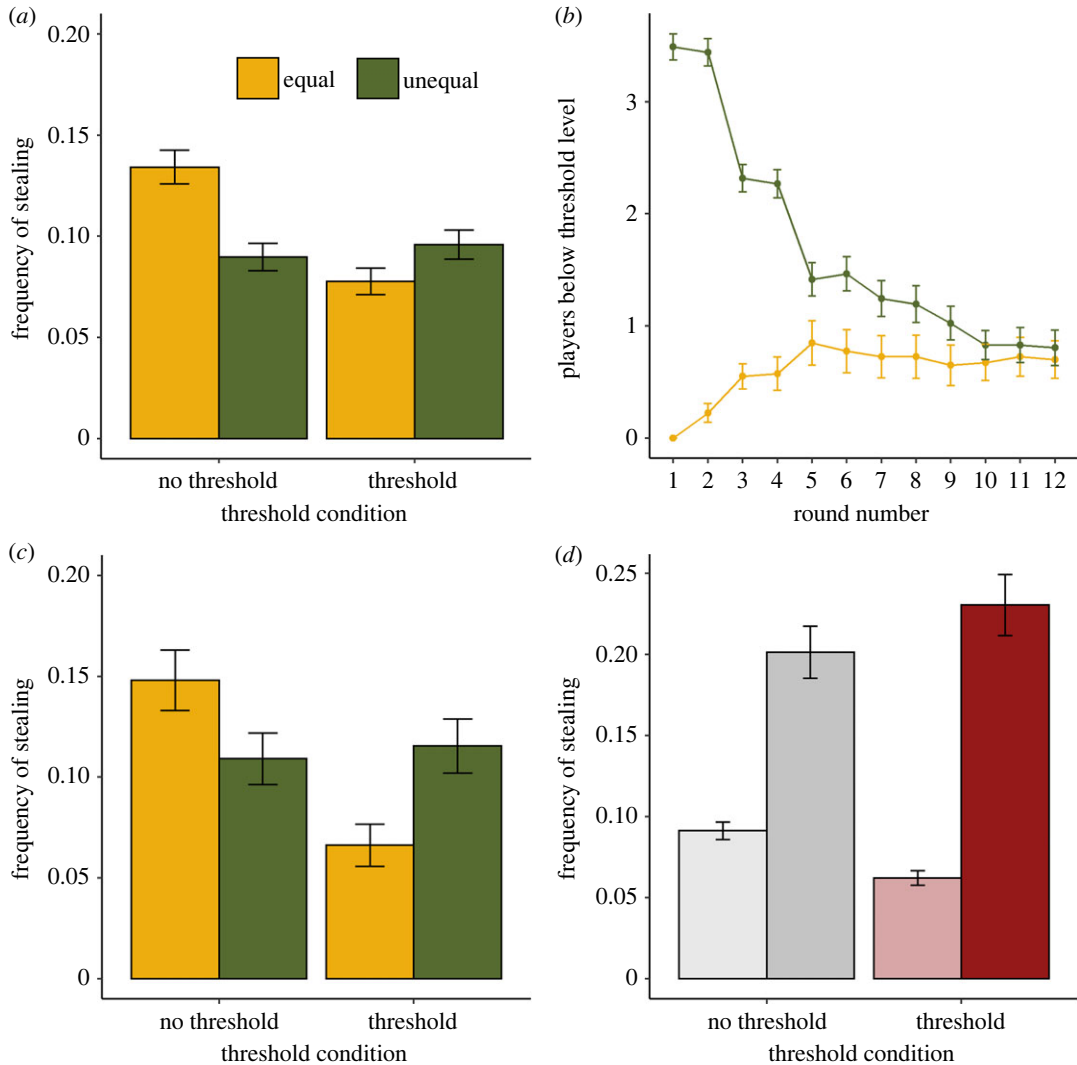 (a)
equal
unequal
0.20
0.15
0.10
0.05
0
frequency of stealing
no threshold
threshold
threshold condition
(b)
3
2
1
0
players below threshold level
1 2 3 4 5 6 7 8 9 10 11 12
round number
(c)
0.20
0.15
0.10
0.05
0
frequency of stealing
no threshold
threshold
threshold condition
(d)
0.25
0.20
0.15
0.10
0.05
0
frequency of stealing
no threshold
threshold
threshold condition